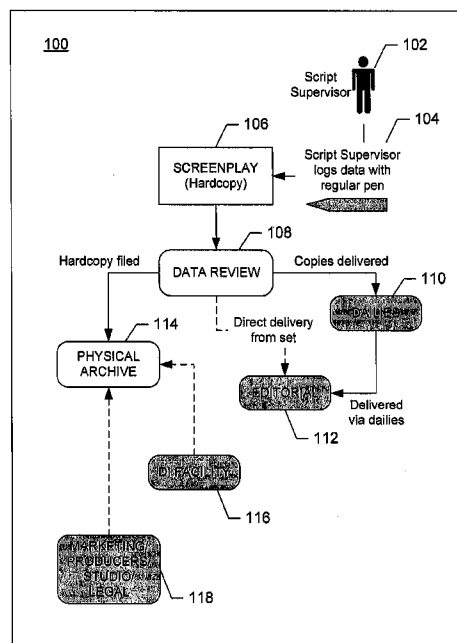 100
102
Script
Supervisor
104
106
Script Supervisor
logs data with
regular pen
SCREENPLAY
(Hardcopy)
108
Hardcopy filed
DATA REVIEW
Copies delivered
110
114
Direct delivery
from set
PHYSICAL
ARCHIVE
EDITORIAL
Delivered
via dailies
112
DI FACILITY
116
MARKETING/
PRODUCERS/
STUDIO/
LEGAL
118